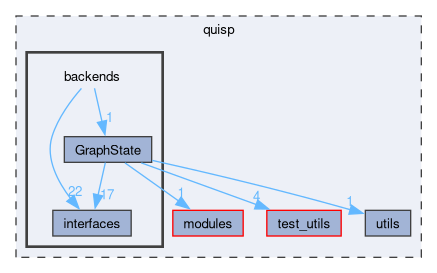 quisp
backends
1
GraphState
22
17
1
4
1
interfaces
modules
test_utils
utils